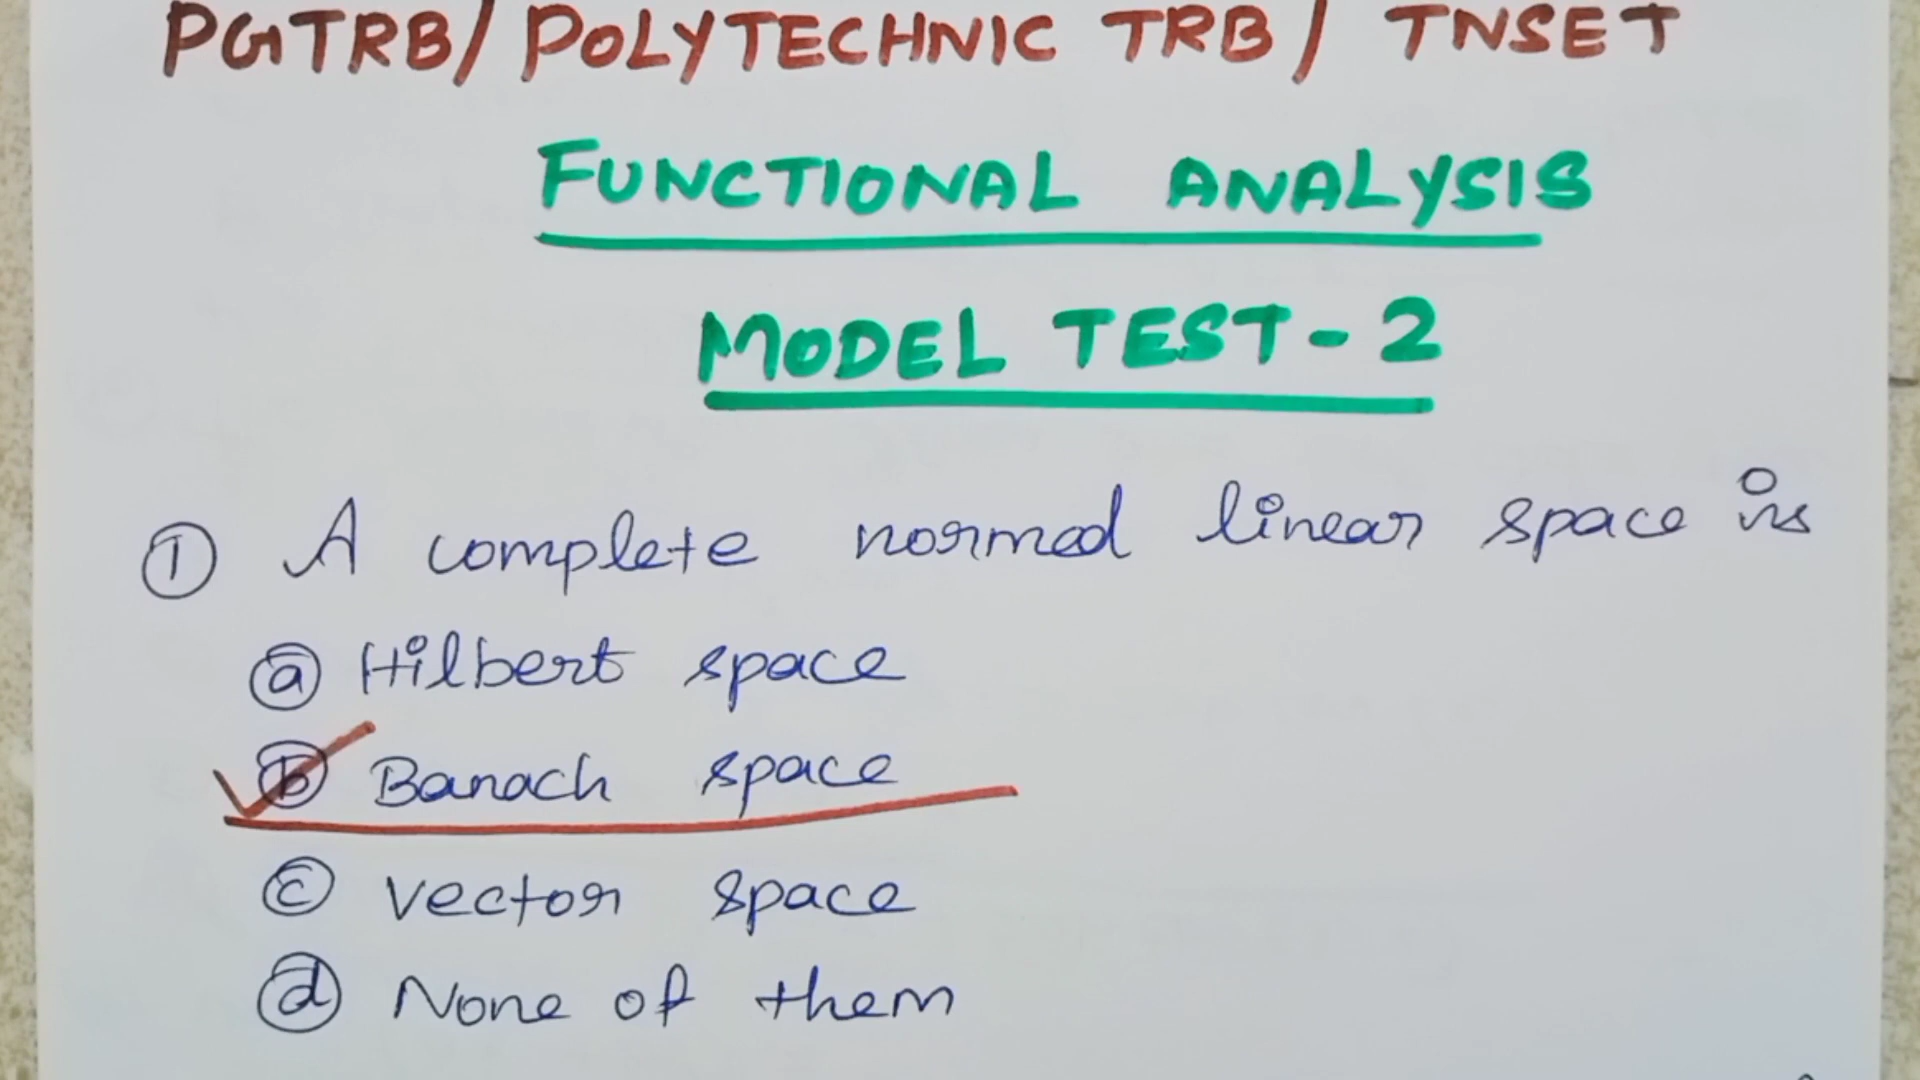 PGTRB/ POLYTECHNIC TRB / TNSET
FUNCTIONAL ANALYSIS
MODEL TEST-2
① A complete normed linear space is
ⓐ Hilbert space
ⓑ Banach space
ⓒ vector space
ⓓ None of them